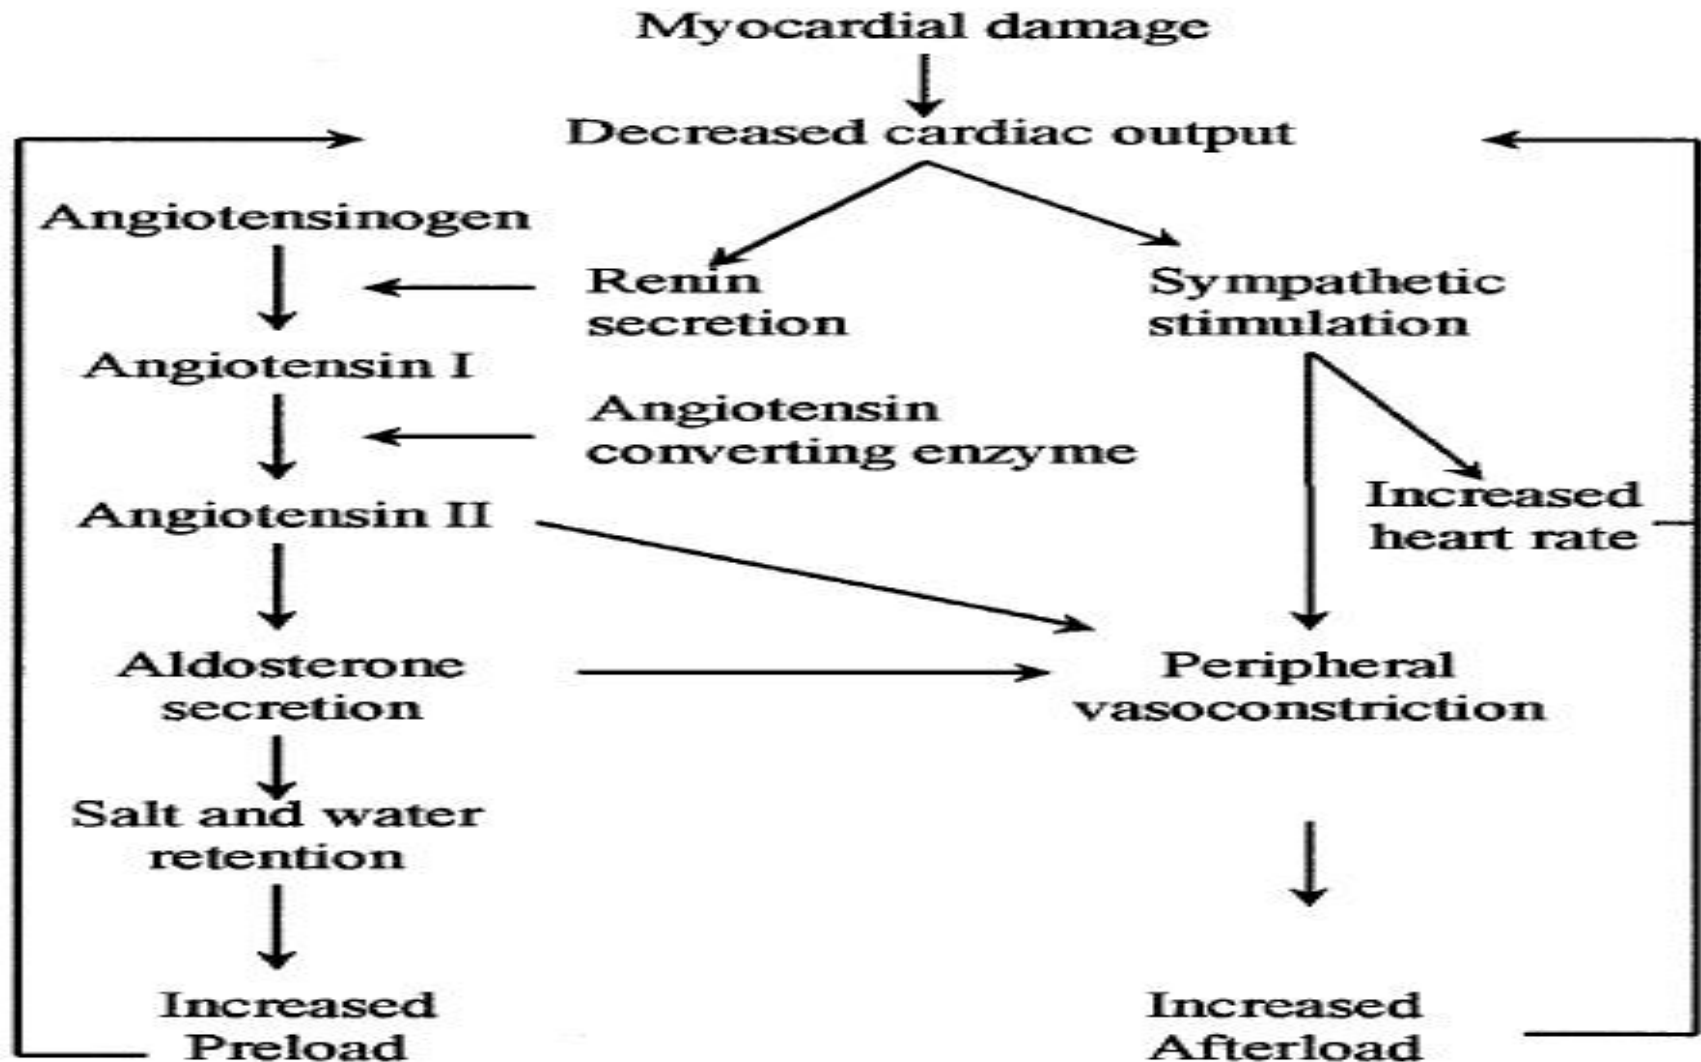 Myocardial damage
Decreased cardiac output
Angiotensinogen
Renin
secretion
Sympathetic
stimulation
Angiotensin I
Angiotensin
converting enzyme
Angiotensin II
Increased
heart rate
Aldosterone
secretion
Peripheral
vasoconstriction
Salt and water
retention
Increased
Preload
Increased
Afterload